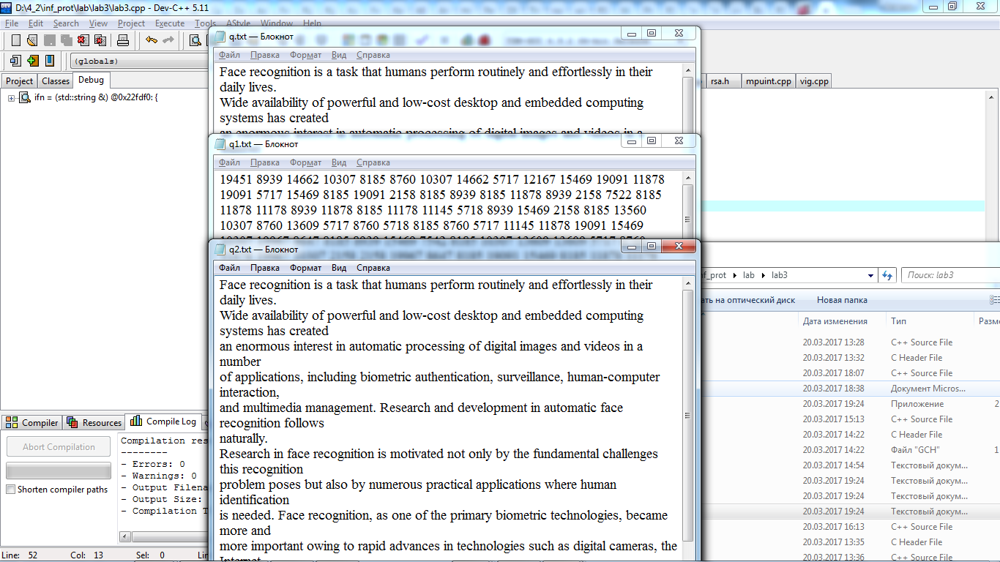 D:\4_2\inf_prot\lab\lab3\lab3.cpp - Dev-C++ 5.11
File Edit Search View Project Execute Tools AStyle Window Help
(globals)
Project Classes Debug
rsa.h mpuint.cpp vig.cpp
ifn = (std::string &) @0x22fdf0: {
q.txt — Блокнот
Файл Правка Формат Вид Справка
Face recognition is a task that humans perform routinely and effortlessly in their
daily lives.
Wide availability of powerful and low-cost desktop and embedded computing
systems has created
an enormous interest in automatic processing of digital images and videos in a
q1.txt — Блокнот
Файл Правка Формат Вид Справка
19451 8939 14662 10307 8185 8760 10307 14662 5717 12167 15469 19091 11878
19091 5717 15469 8185 19091 2158 8185 8939 8185 11878 8939 2158 7522 8185
11878 11178 8939 11878 8185 11178 11145 5718 8939 15469 2158 8185 13560
10307 8760 13609 5717 8760 5718 8185 8760 5717 11145 11878 19091 15469
q2.txt — Блокнот
Файл Правка Формат Вид Справка
Face recognition is a task that humans perform routinely and effortlessly in their
daily lives.
Wide availability of powerful and low-cost desktop and embedded computing
systems has created
an enormous interest in automatic processing of digital images and videos in a
number
of applications, including biometric authentication, surveillance, human-computer
interaction,
and multimedia management. Research and development in automatic face
recognition follows
naturally.
Research in face recognition is motivated not only by the fundamental challenges
this recognition
problem poses but also by numerous practical applications where human
identification
is needed. Face recognition, as one of the primary biometric technologies, became
more and
more important owing to rapid advances in technologies such as digital cameras, the
Internet
inf_prot lab lab3
Поиск: lab3
ать на оптический диск Новая папка
Дата изменения Тип Разме
20.03.2017 13:28 C++ Source File
20.03.2017 13:32 C Header File
20.03.2017 18:07 C++ Source File
20.03.2017 18:38 Документ Micros...
20.03.2017 19:24 Приложение 2
20.03.2017 15:13 C++ Source File
20.03.2017 14:22 C Header File
20.03.2017 14:22 Файл "GCH" 1
20.03.2017 14:54 Текстовый докум...
20.03.2017 19:24 Текстовый докум...
20.03.2017 19:24 Текстовый докум...
20.03.2017 19:24 Текстовый докум...
20.03.2017 16:13 C++ Source File
20.03.2017 13:35 C Header File
20.03.2017 13:36 C++ Source File
Compiler Resources Compile Log
Abort Compilation
Shorten compiler paths
Compilation res
--------
- Errors: 0
- Warnings: 0
- Output Filena
- Output Size:
- Compilation T
Line: 52 Col: 13 Sel: 0 Lin